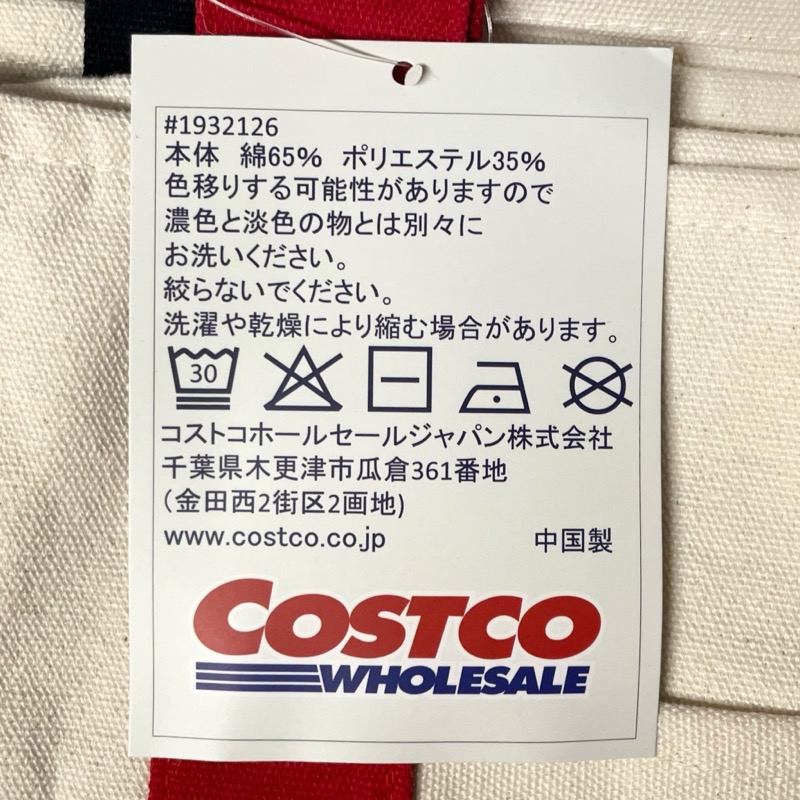 #1932126
本体 綿65% ポリエステル35%
色移りする可能性がありますので
濃色と淡色の物とは別々に
お洗いください。
絞らないでください。
洗濯や乾燥により縮む場合があります。
30
コストコホールセールジャパン株式会社
千葉県木更津市瓜倉361番地
(金田西2街区2画地)
www.costco.co.jp 中国製
COSTCO
WHOLESALE